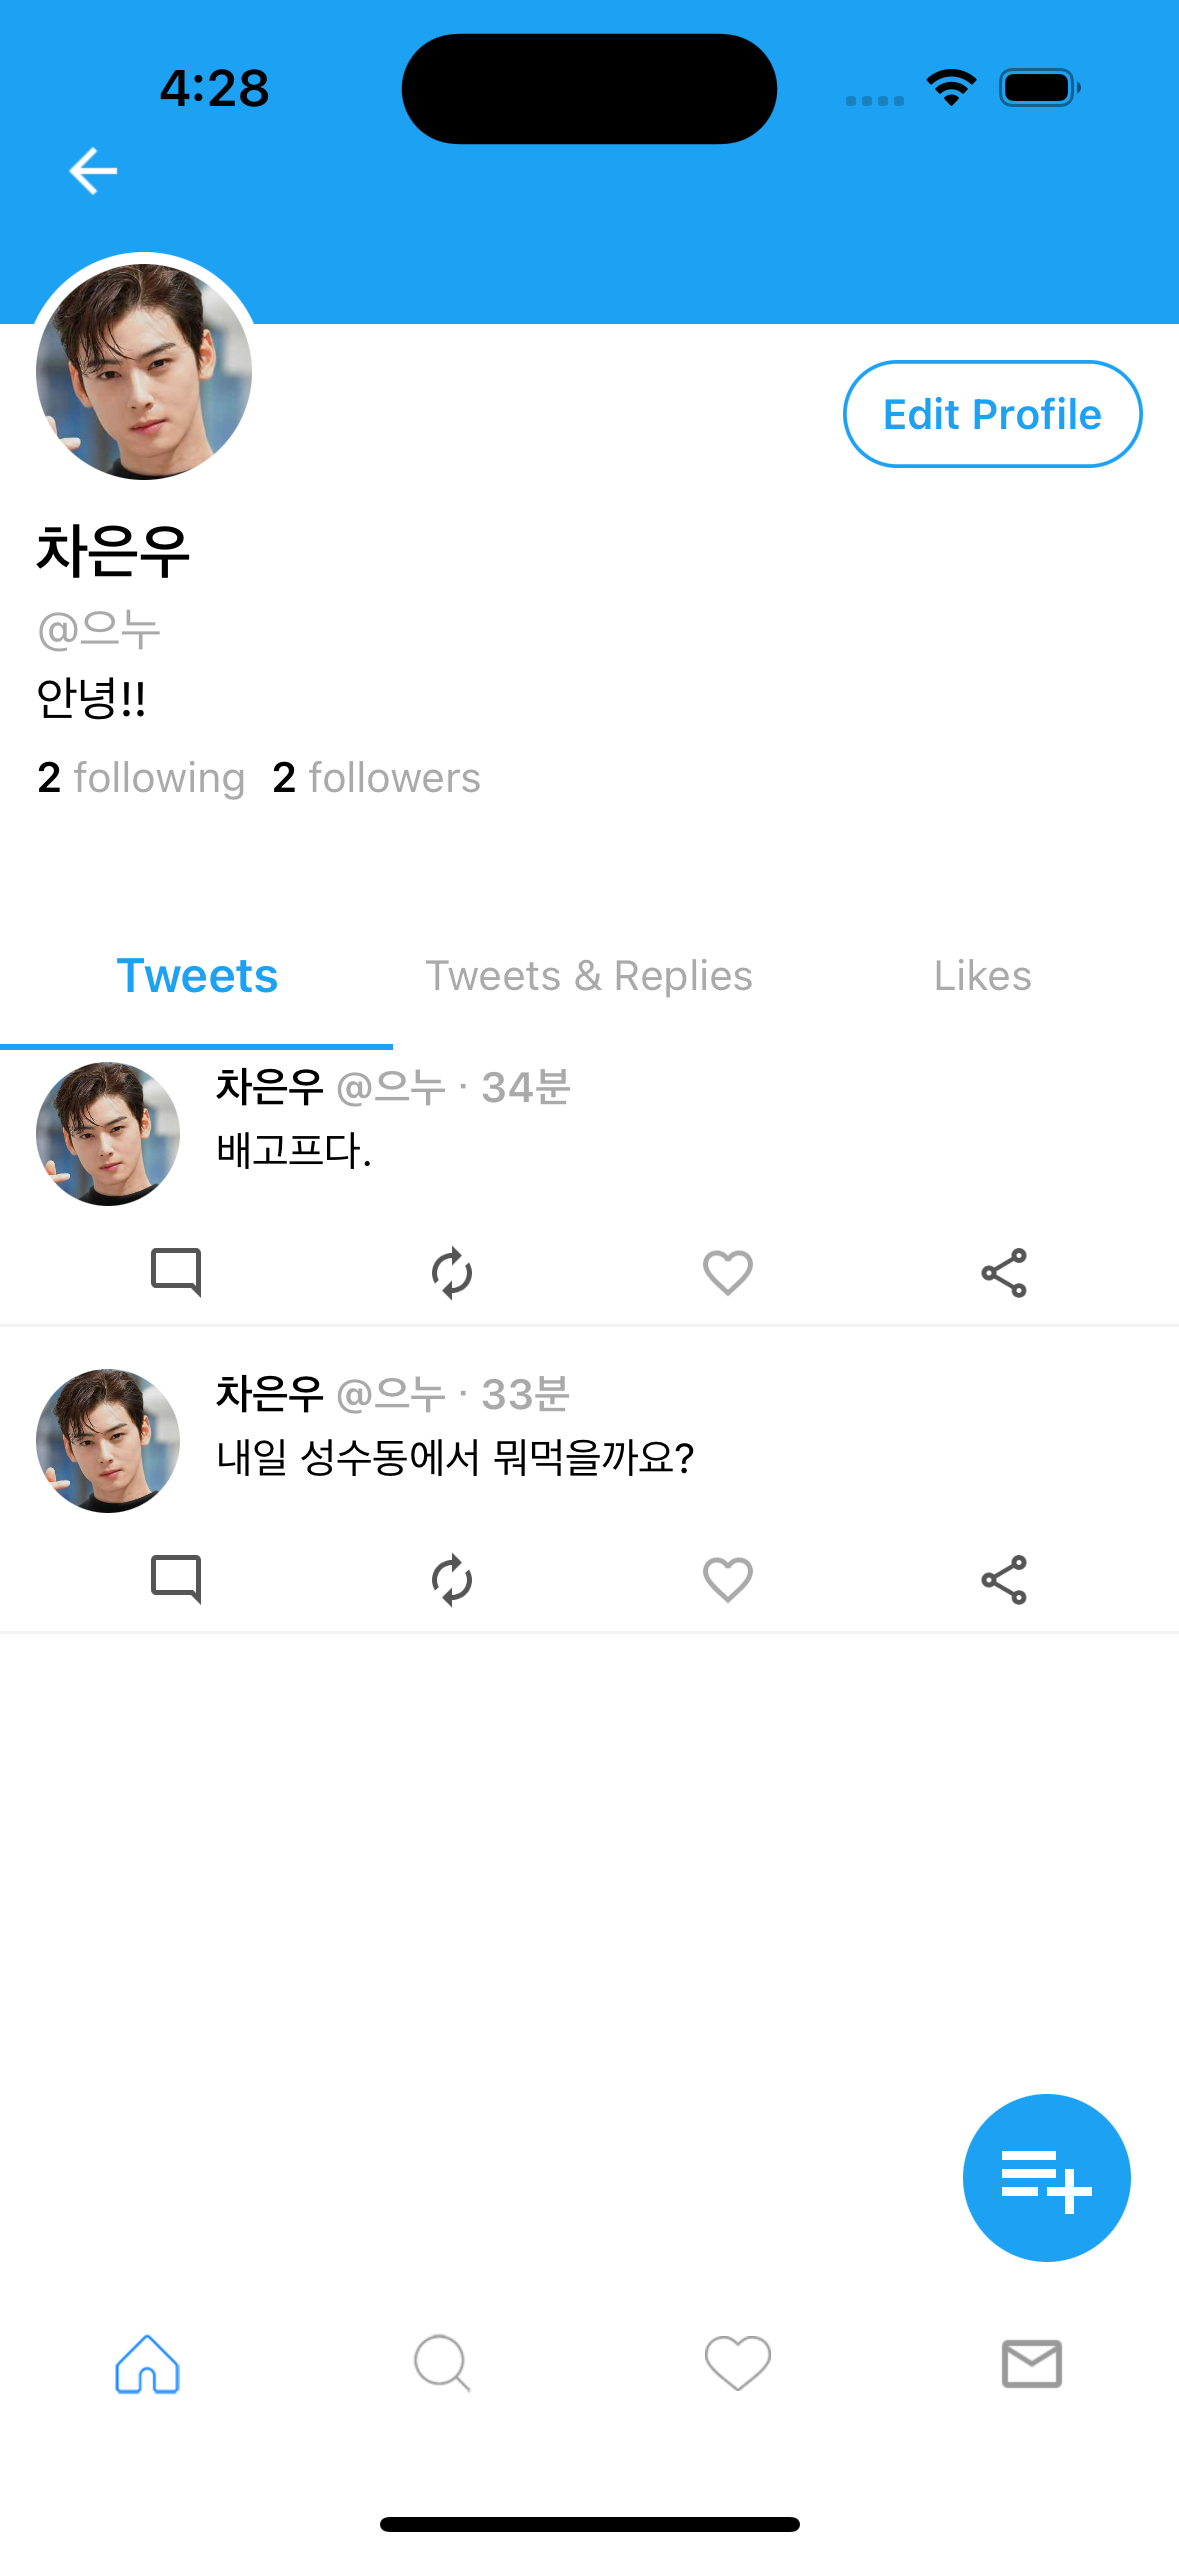 4:28
Edit Profile
차은우
@으누
안녕!!
2 following 2 followers
Tweets Tweets & Replies Likes
차은우 @으누 · 34분
배고프다.
차은우 @으누 · 33분
내일 성수동에서 뭐먹을까요?